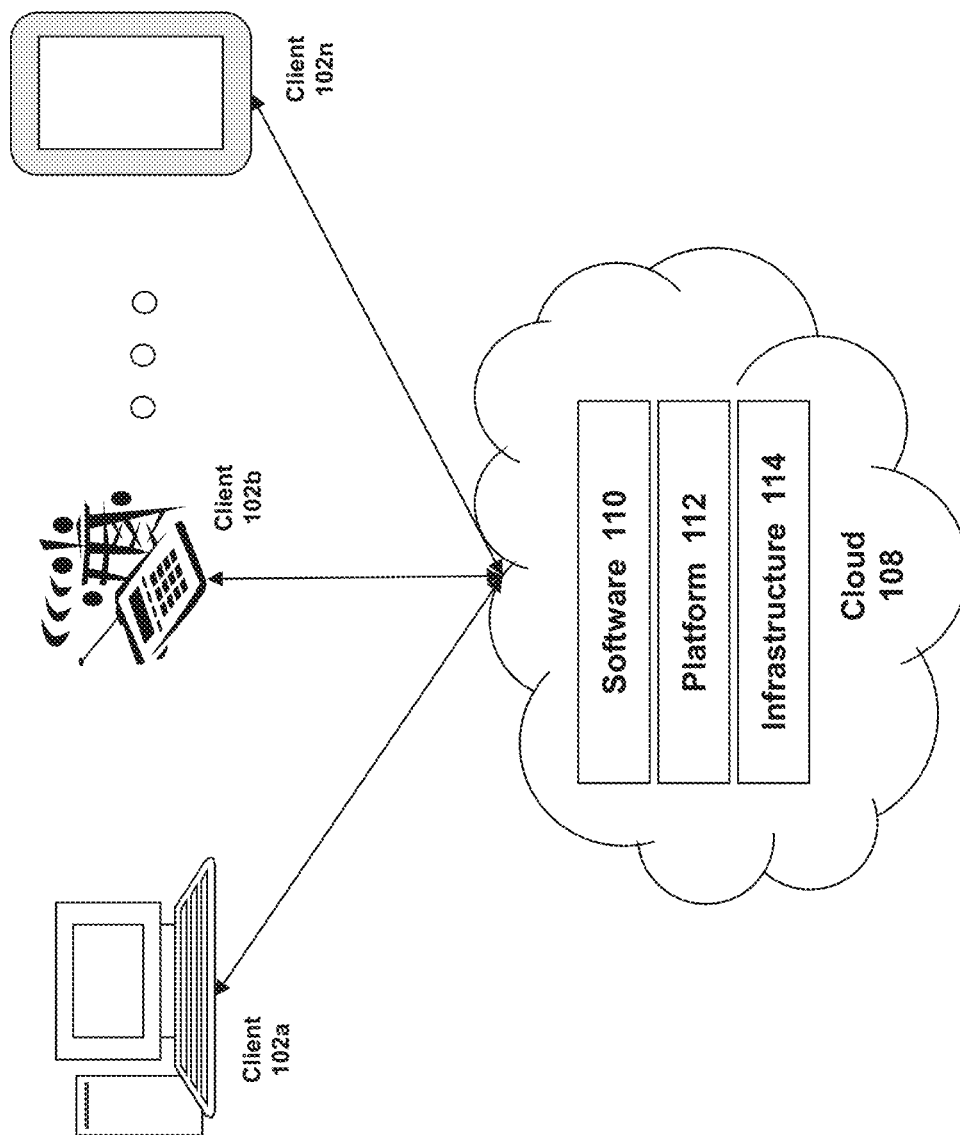 Client
102a
Client
102b
Client
102n
Software 110
Platform 112
Infrastructure 114
Cloud
108